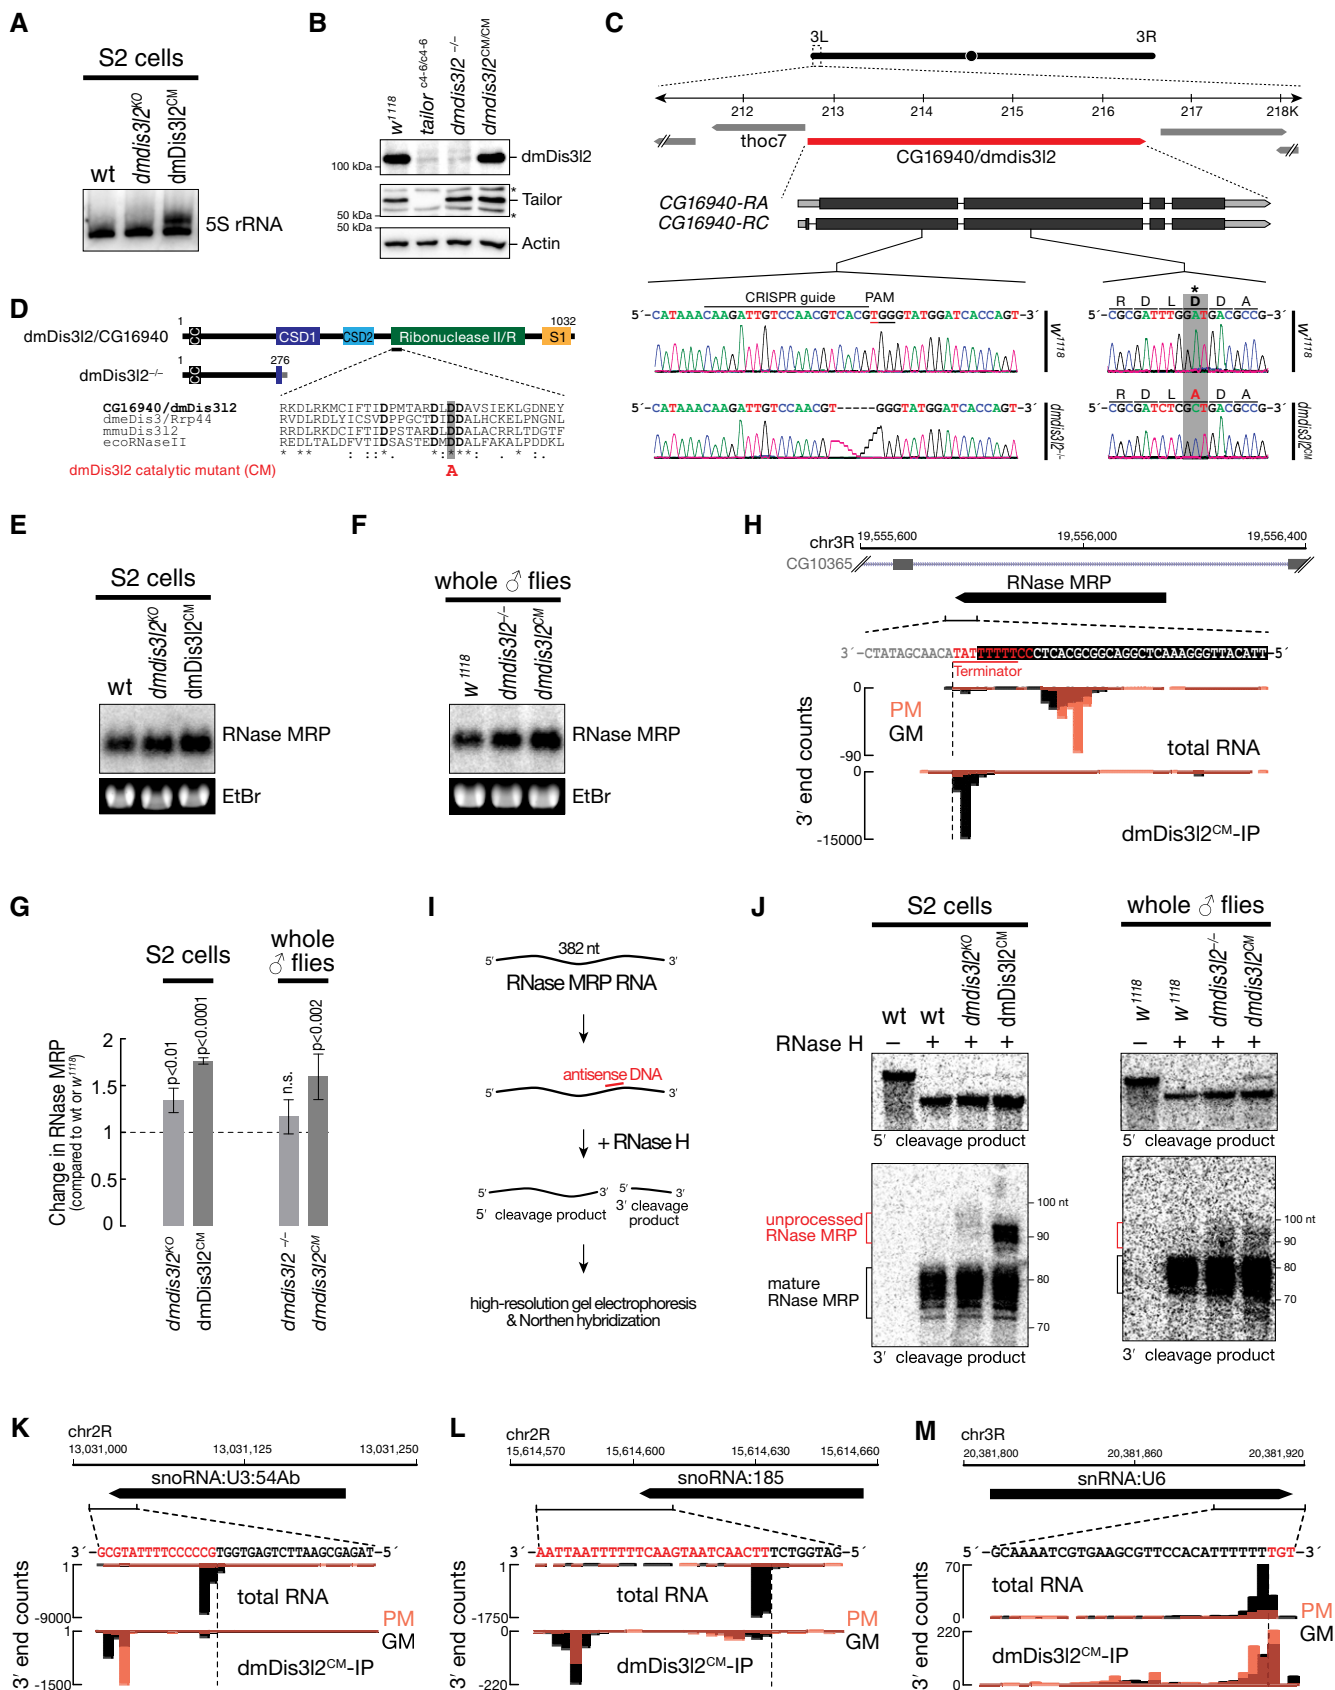 A
S2 cells
wt
dmdis3l2KO
dmDis3l2CM
5S rRNA
B
w1118
tailor c4-6/c4-6
dmdis3l2 –/–
dmdis3l2CM/CM
100 kDa
dmDis3l2
50 kDa
*
Tailor
*
50 kDa
Actin
C
3L
3R
212
213
214
215
216
217
218K
thoc7
CG16940/dmdis3l2
CG16940-RA
CG16940-RC
CRISPR guide
PAM
5´-CATAAACAAGATTGTCCAACGTCACGTGGGTATGGATCACCAGT-3´
w1118
5´-CATAAACAAGATTGTCCAACGT-----GGGTATGGATCACCAGT-3´
dmdis3l2–/–
*
R D L D D A
5´-CGCGATTTGGATGACGCCG-3´
w1118
R D L A D A
5´-CGCGATCTCGCTGACGCCG-3´
dmdis3l2CM
D
1
1032
dmDis3l2/CG16940
CC
CSD1
CSD2
Ribonuclease II/R
S1
1
276
dmDis3l2–/–
CC
CG16940/dmDis3l2 RKDLRKMCIFTIDPMTARDLDDAVSIEKLGDNEY
dmeDis3/Rrp44 RVDLRDLYICSVDPPGCTDIDDALHCKELPNGNL
mmuDis3l2 RRDLRKDCIFTIDPSTARDLDDALACRRLTDGTF
ecoRNaseII REDLTALDFVTIDSASTEDMDDALFAKALPDDKL
dmDis3l2 catalytic mutant (CM)
A
E
S2 cells
wt
dmdis3l2KO
dmDis3l2CM
RNase MRP
EtBr
F
whole ♂ flies
w1118
dmdis3l2–/–
dmdis3l2CM
RNase MRP
EtBr
H
chr3R
19,555,600
19,556,000
19,556,400
CG10365
RNase MRP
3´-CTATAGCAACATATTTTTTCCCTCACGCGGCAGGCTCAAAGGGTTACATT-5´
Terminator
3′ end counts
0
PM
GM
-90
total RNA
0
-15000
dmDis3l2CM-IP
G
S2 cells
whole ♂ flies
Change in RNase MRP
(compared to wt or w1118)
2
1.5
1
0.5
0
p<0.01
p<0.0001
n.s.
p<0.002
dmdis3l2KO
dmDis3l2CM
dmdis3l2 –/–
dmdis3l2CM
I
382 nt
5′
3′
RNase MRP RNA
antisense DNA
5′
3′
+ RNase H
5′
3′
5′
3′
5′ cleavage product
3′ cleavage product
high-resolution gel electrophoresis
& Northen hybridization
J
S2 cells
wt
wt
dmdis3l2KO
dmDis3l2CM
RNase H
–
+
+
+
5′ cleavage product
unprocessed
RNase MRP
mature
RNase MRP
100 nt
90
80
70
3′ cleavage product
whole ♂ flies
w1118
w1118
dmdis3l2–/–
dmdis3l2CM
–
+
+
+
5′ cleavage product
100 nt
90
80
70
3′ cleavage product
K
chr2R
13,031,000
13,031,125
13,031,250
snoRNA:U3:54Ab
3´-GCGTATTTTCCCCCGTGGTGAGTCTTAAGCGAGAT-5´
3′ end counts
1
total RNA
-9000
PM
GM
1
dmDis3l2CM-IP
-1500
L
chr2R
15,614,570
15,614,600
15,614,630
15,614,660
snoRNA:185
3´-AATTAATTTTTTCAAGTAATCAACTTTCTGGTAG-5´
3′ end counts
1
total RNA
-1750
PM
GM
0
dmDis3l2CM-IP
-220
M
chr3R
20,381,800
20,381,860
20,381,920
snRNA:U6
5´-GCAAAATCGTGAAGCGTTCCACATTTTTTTGT-3´
3′ end counts
70
total RNA
0
PM
GM
220
dmDis3l2CM-IP
0